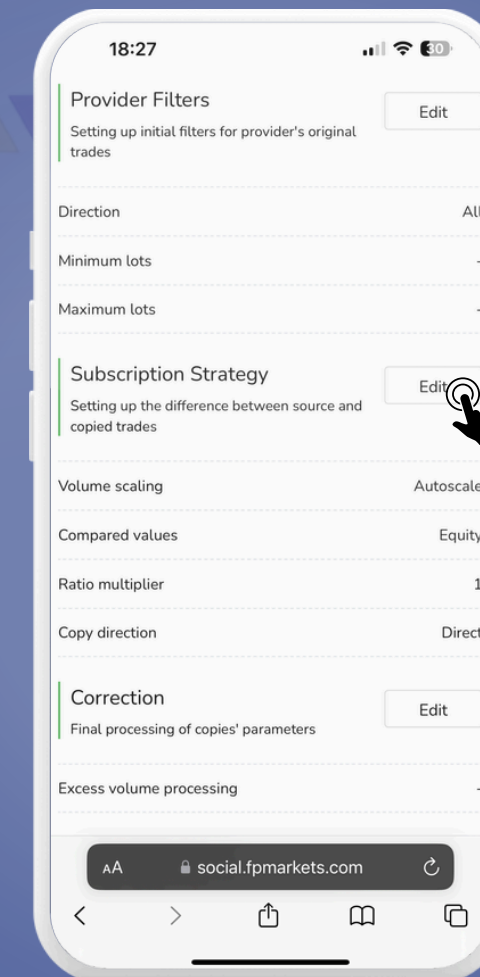 18:27
30
Provider Filters
Edit
Setting up initial filters for provider's original
trades
Direction
All
Minimum lots
-
Maximum lots
-
Subscription Strategy
Edit
Setting up the difference between source and
copied trades
Volume scaling
Autoscale
Compared values
Equity
Ratio multiplier
1
Copy direction
Direct
Correction
Edit
Final processing of copies' parameters
Excess volume processing
-
AA
social.fpmarkets.com